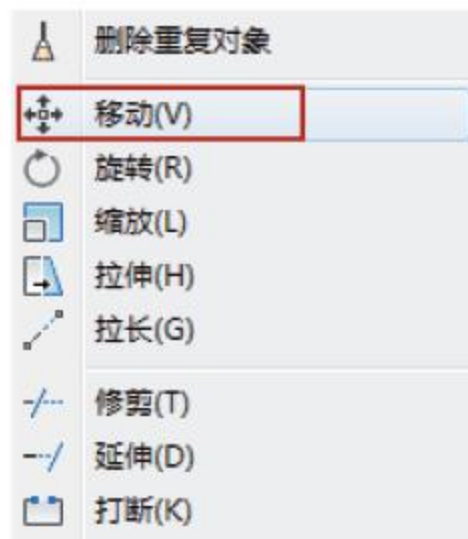 删除重复对象
移动(V)
旋转(R)
缩放(L)
拉伸(H)
拉长(G)
修剪(T)
延伸(D)
打断(K)